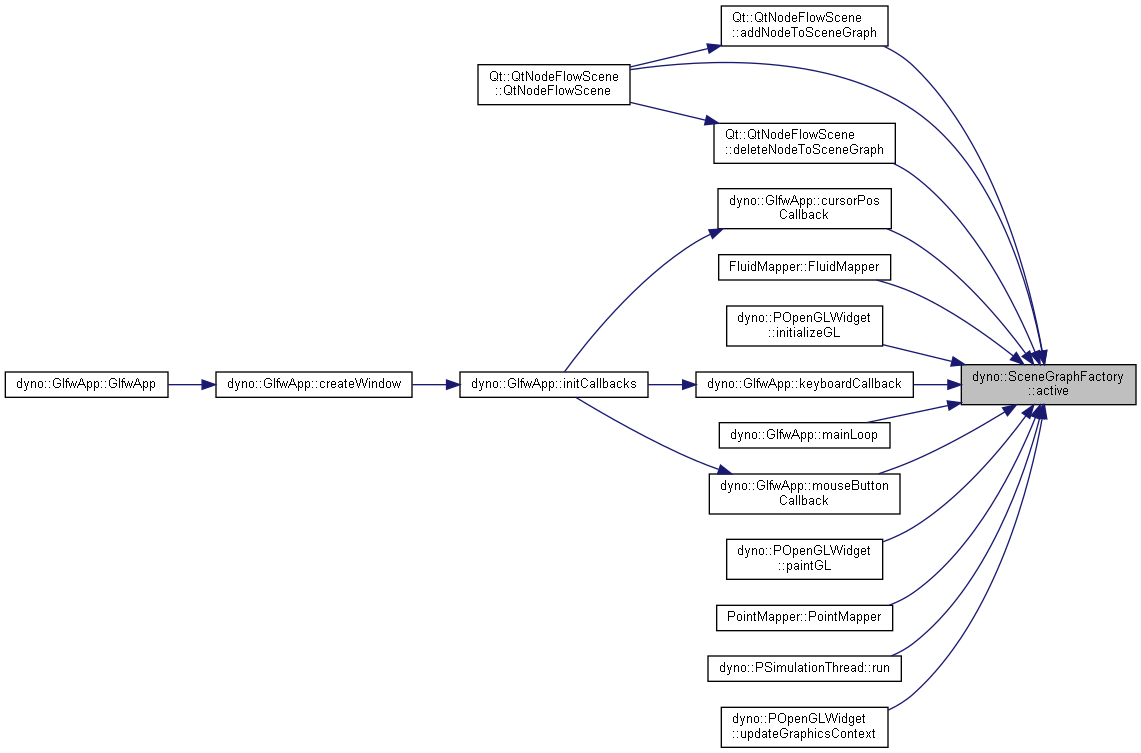 Qt::QtNodeFlowScene
::addNodeToSceneGraph
Qt::QtNodeFlowScene
::QtNodeFlowScene
Qt::QtNodeFlowScene
::deleteNodeToSceneGraph
dyno::GlfwApp::cursorPos
Callback
FluidMapper::FluidMapper
dyno::POpenGLWidget
::initializeGL
dyno::GlfwApp::GlfwApp
dyno::GlfwApp::createWindow
dyno::GlfwApp::initCallbacks
dyno::GlfwApp::keyboardCallback
dyno::SceneGraphFactory
::active
dyno::GlfwApp::mainLoop
dyno::GlfwApp::mouseButton
Callback
dyno::POpenGLWidget
::paintGL
PointMapper::PointMapper
dyno::PSimulationThread::run
dyno::POpenGLWidget
::updateGraphicsContext